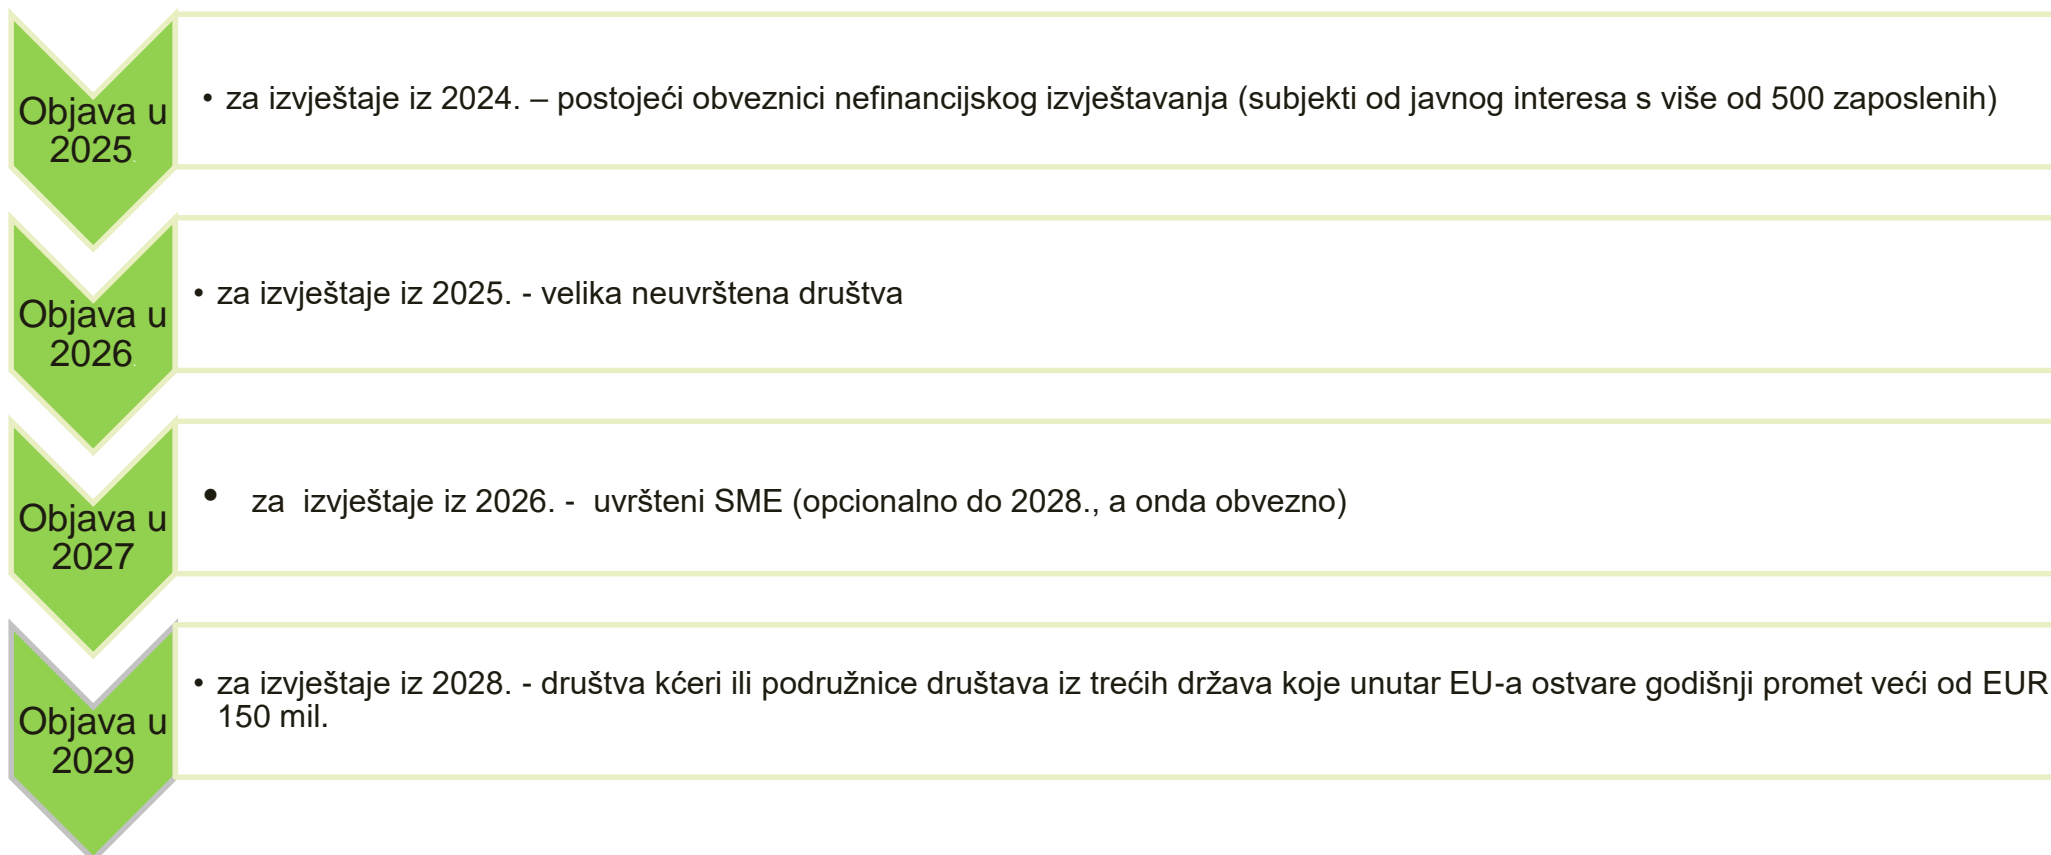 Objava u
2025.
• za izvještaje iz 2024. – postojeći obveznici nefinancijskog izvještavanja (subjekti od javnog interesa s više od 500 zaposlenih)
Objava u
2026.
• za izvještaje iz 2025. - velika neuvrštena društva
Objava u
2027
• za izvještaje iz 2026. - uvršteni SME (opcionalno do 2028., a onda obvezno)
Objava u
2029
• za izvještaje iz 2028. - društva kćeri ili podružnice društava iz trećih država koje unutar EU-a ostvare godišnji promet veći od EUR
150 mil.